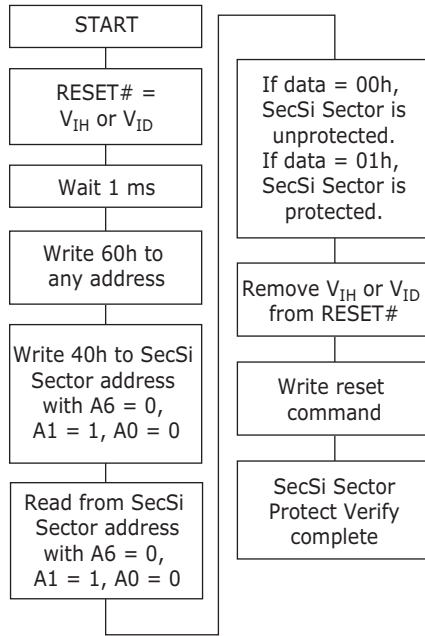 START
RESET# =
V_IH or V_ID
Wait 1 ms
Write 60h to
any address
Write 40h to SecSi
Sector address
with A6 = 0,
A1 = 1, A0 = 0
Read from SecSi
Sector address
with A6 = 0,
A1 = 1, A0 = 0
If data = 00h,
SecSi Sector is
unprotected.
If data = 01h,
SecSi Sector is
protected.
Remove V_IH or V_ID
from RESET#
Write reset
command
SecSi Sector
Protect Verify
complete